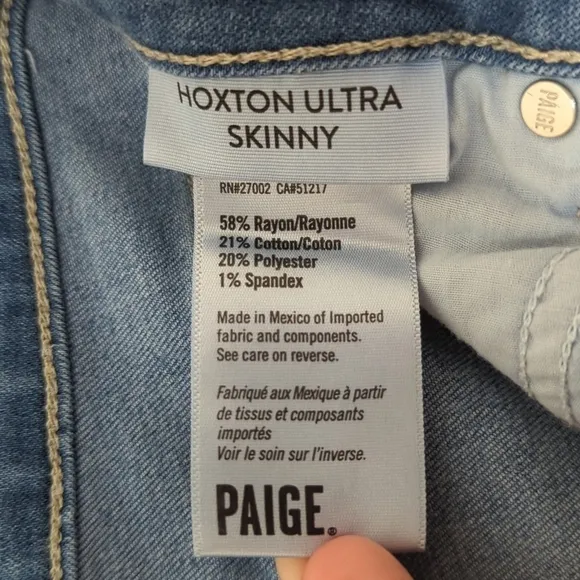 HOXTON ULTRA
SKINNY
PAIGE
RN#27002 CA#51217
58% Rayon/Rayonne
21% Cotton/Coton
20% Polyester
1% Spandex
Made in Mexico of Imported
fabric and components.
See care on reverse.
Fabriqué aux Mexique à partir
de tissus et composants
importés
Voir le soin sur l'inverse.
PAIGE®